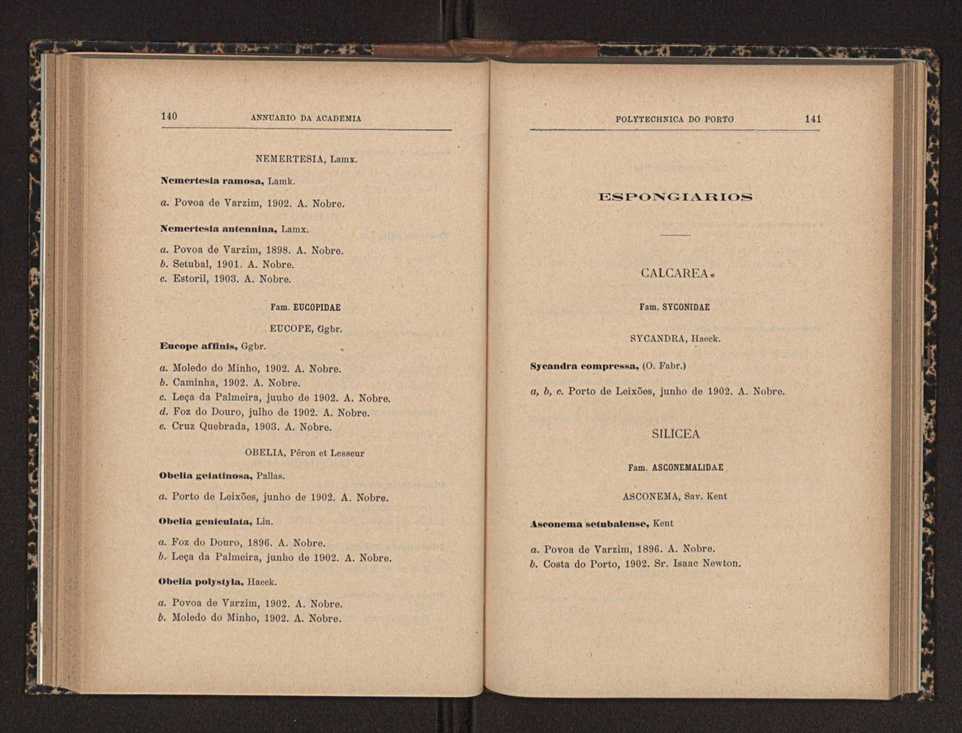 140 ANNUARIO DA ACADEMIA
NEMERTESIA, Lamx.
Nemertesia ramosa, Lamk.
a. Povoa de Varzim, 1902. A. Nobre.
Nemertesia antennina, Lamx.
a. Povoa de Varzim, 1898. A. Nobre.
b. Setubal, 1901. A. Nobre.
c. Estoril, 1903. A. Nobre.
Fam. EUCOPIDAE
EUCOPE, Ggbr.
Eucope affinis, Ggbr.
a. Moledo do Minho, 1902. A. Nobre.
b. Caminha, 1902. A. Nobre.
c. Leça da Palmeira, junho de 1902. A. Nobre.
d. Foz do Douro, julho de 1902. A. Nobre.
e. Cruz Quebrada, 1903. A. Nobre.
OBELIA, Péron et Lesseur
Obelia gelatinosa, Pallas.
a. Porto de Leixões, junho de 1902. A. Nobre.
Obelia geniculata, Lin.
a. Foz do Douro, 1896. A. Nobre.
b. Leça da Palmeira, junho de 1902. A. Nobre.
Obelia polystyla, Haeck.
a. Povoa de Varzim, 1902. A. Nobre.
b. Moledo do Minho, 1902. A. Nobre.
POLYTECHNICA DO PORTO 141
ESPONGIARIOS
CALCAREA
Fam. SYCONIDAE
SYCANDRA, Haeck.
Sycandra compressa, (O. Fabr.)
a, b, c. Porto de Leixões, junho de 1902. A. Nobre.
SILICEA
Fam. ASCONEMALIDAE
ASCONEMA, Sav. Kent
Asconema setubalense, Kent
a. Povoa de Varzim, 1896. A. Nobre.
b. Costa do Porto, 1902. Sr. Isaac Newton.